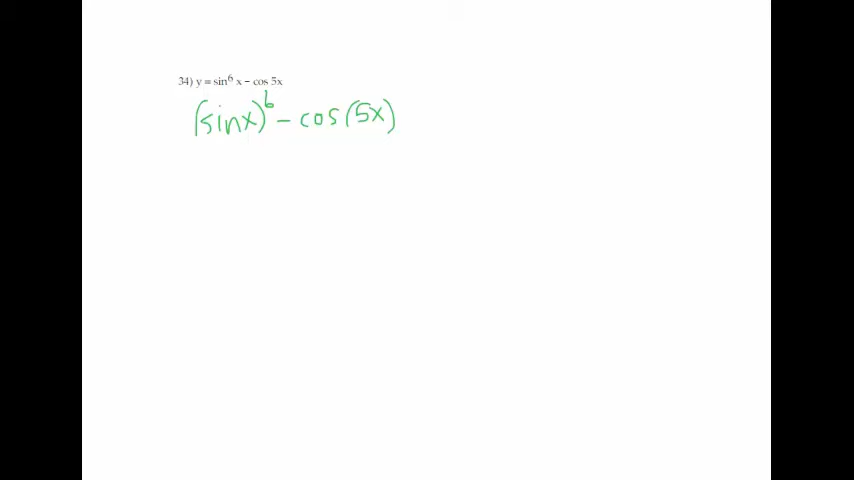 34) y = sin⁶ x − cos 5x
(sinx)⁶ − cos(5x)